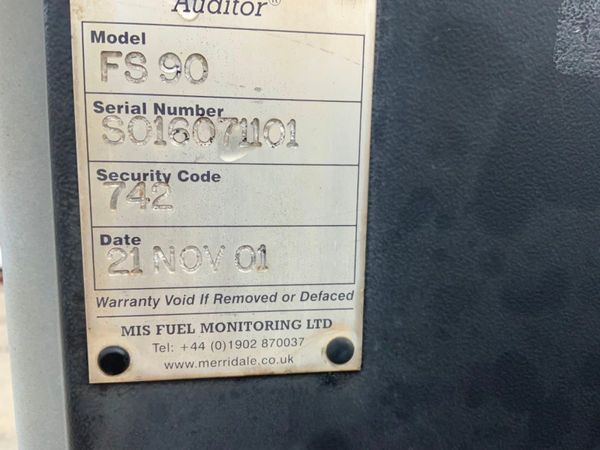 Auditor®
Model
FS 90
Serial Number
S016071101
Security Code
742
Date
21 NOV 01
Warranty Void If Removed or Defaced
MIS FUEL MONITORING LTD
Tel: +44 (0)1902 870037
www.merridale.co.uk